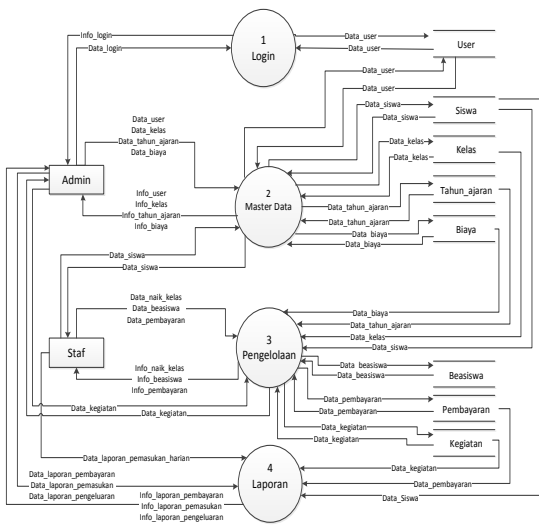 Info_login
Data_login
1
Login
Data_user
Data_user
User
Data_user
Data_user
Data_siswa
Data_siswa
Siswa
Data_kelas
Data_kelas
Kelas
Data_user
Data_kelas
Data_tahun_ajaran
Data_biaya
Admin
Info_user
Info_kelas
Info_tahun_ajaran
Info_biaya
2
Master Data
Data_tahun_ajaran
Data_tahun_ajaran
Tahun_ajaran
Data_biaya
Data_biaya
Biaya
Data_siswa
Data_siswa
Data_naik_kelas
Data_beasiswa
Data_pembayaran
Staf
Info_naik_kelas
Info_beasiswa
Info_pembayaran
3
Pengelolaan
Data_biaya
Data_tahun_ajaran
Data_kelas
Data_siswa
Data_beasiswa
Data_beasiswa
Beasiswa
Data_pembayaran
Data_pembayaran
Pembayaran
Data_kegiatan
Data_kegiatan
Kegiatan
Data_kegiatan
Data_kegiatan
Data_laporan_pemasukan_harian
Data_laporan_pembayaran
Data_laporan_pemasukan
Data_laporan_pengeluaran
Info_laporan_pembayaran
Info_laporan_pemasukan
Info_laporan_pengeluaran
4
Laporan
Data_kegiatan
Data_pembayaran
Data_Siswa